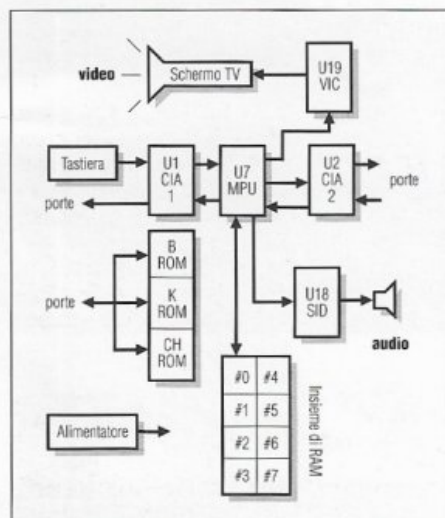 video
Schermo TV
U19
VIC
Tastiera
U1
CIA
1
U7
MPU
U2
CIA
2
porte
porte
B
ROM
K
ROM
CH
ROM
porte
U18
SID
audio
#0 #4
#1 #5
#2 #6
#3 #7
Insieme di RAM
Alimentatore